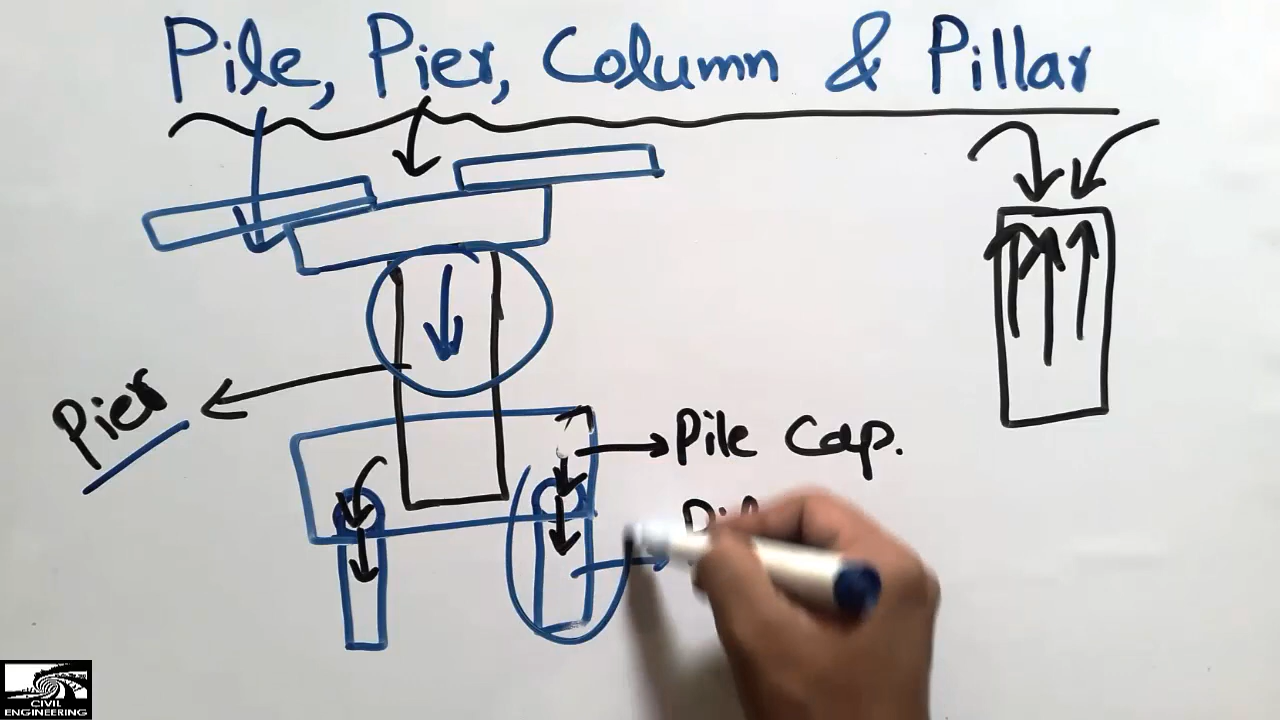 Pile, Pier, Column & Pillar
Pier
Pile Cap.
CIVIL
ENGINEERING